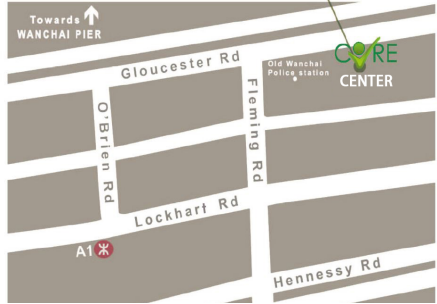 Towards
WANCHAI PIER
Gloucester Rd
Old Wanchai
Police station
CORE
CENTER
O'Brien Rd
Fleming Rd
Lockhart Rd
A1
Hennessy Rd